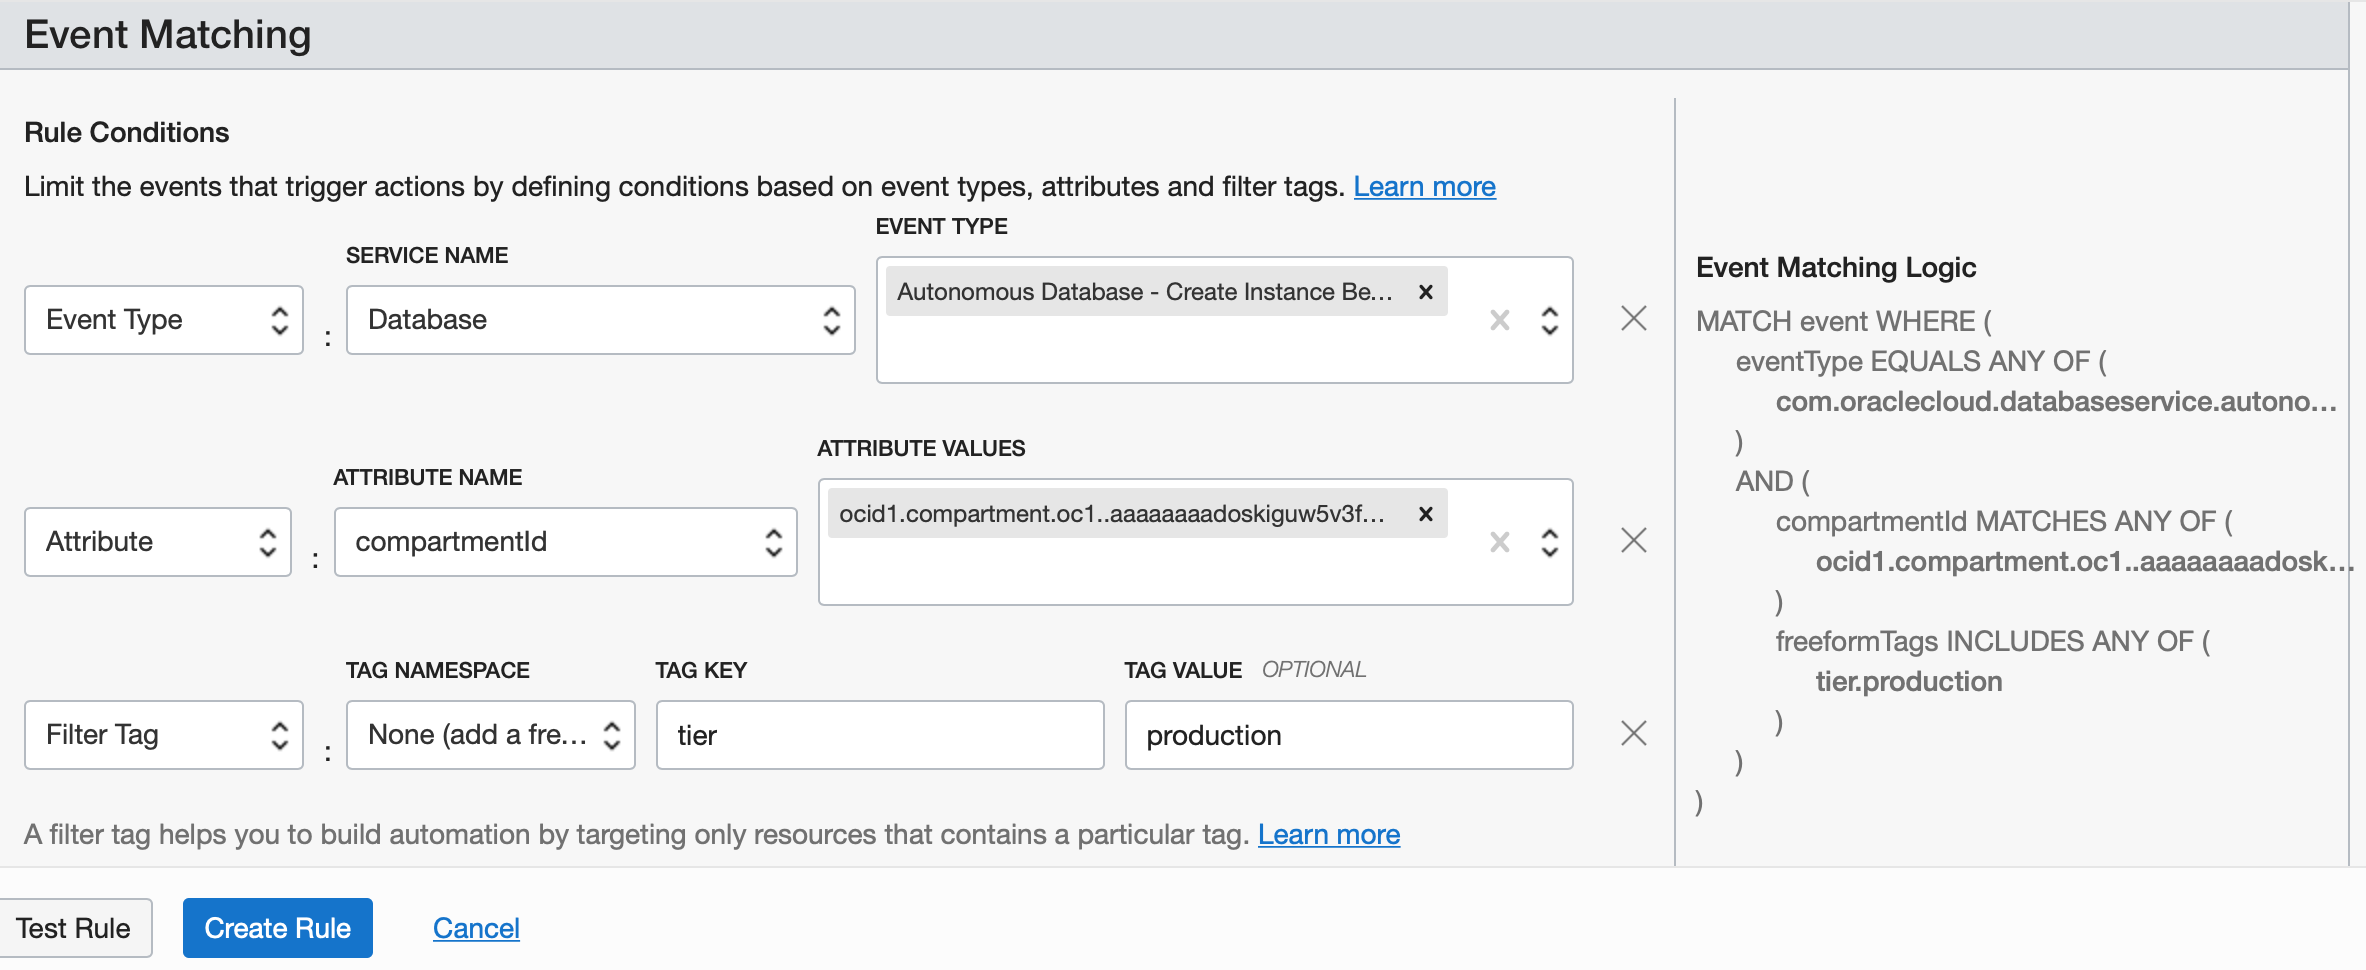 Event Matching
Rule Conditions
Limit the events that trigger actions by defining conditions based on event types, attributes and filter tags. Learn more
SERVICE NAME
EVENT TYPE
Event Type
:
Database
Autonomous Database - Create Instance Be...
ATTRIBUTE NAME
ATTRIBUTE VALUES
Attribute
:
compartmentId
ocid1.compartment.oc1..aaaaaaaadoskiguw5v3f...
TAG NAMESPACE
TAG KEY
TAG VALUE OPTIONAL
Filter Tag
:
None (add a fre...
tier
production
A filter tag helps you to build automation by targeting only resources that contains a particular tag. Learn more
Event Matching Logic
MATCH event WHERE (
eventType EQUALS ANY OF (
com.oraclecloud.databaseservice.autono...
)
AND (
compartmentId MATCHES ANY OF (
ocid1.compartment.oc1..aaaaaaaadosk...
)
freeformTags INCLUDES ANY OF (
tier.production
)
)
)
Test Rule
Create Rule
Cancel